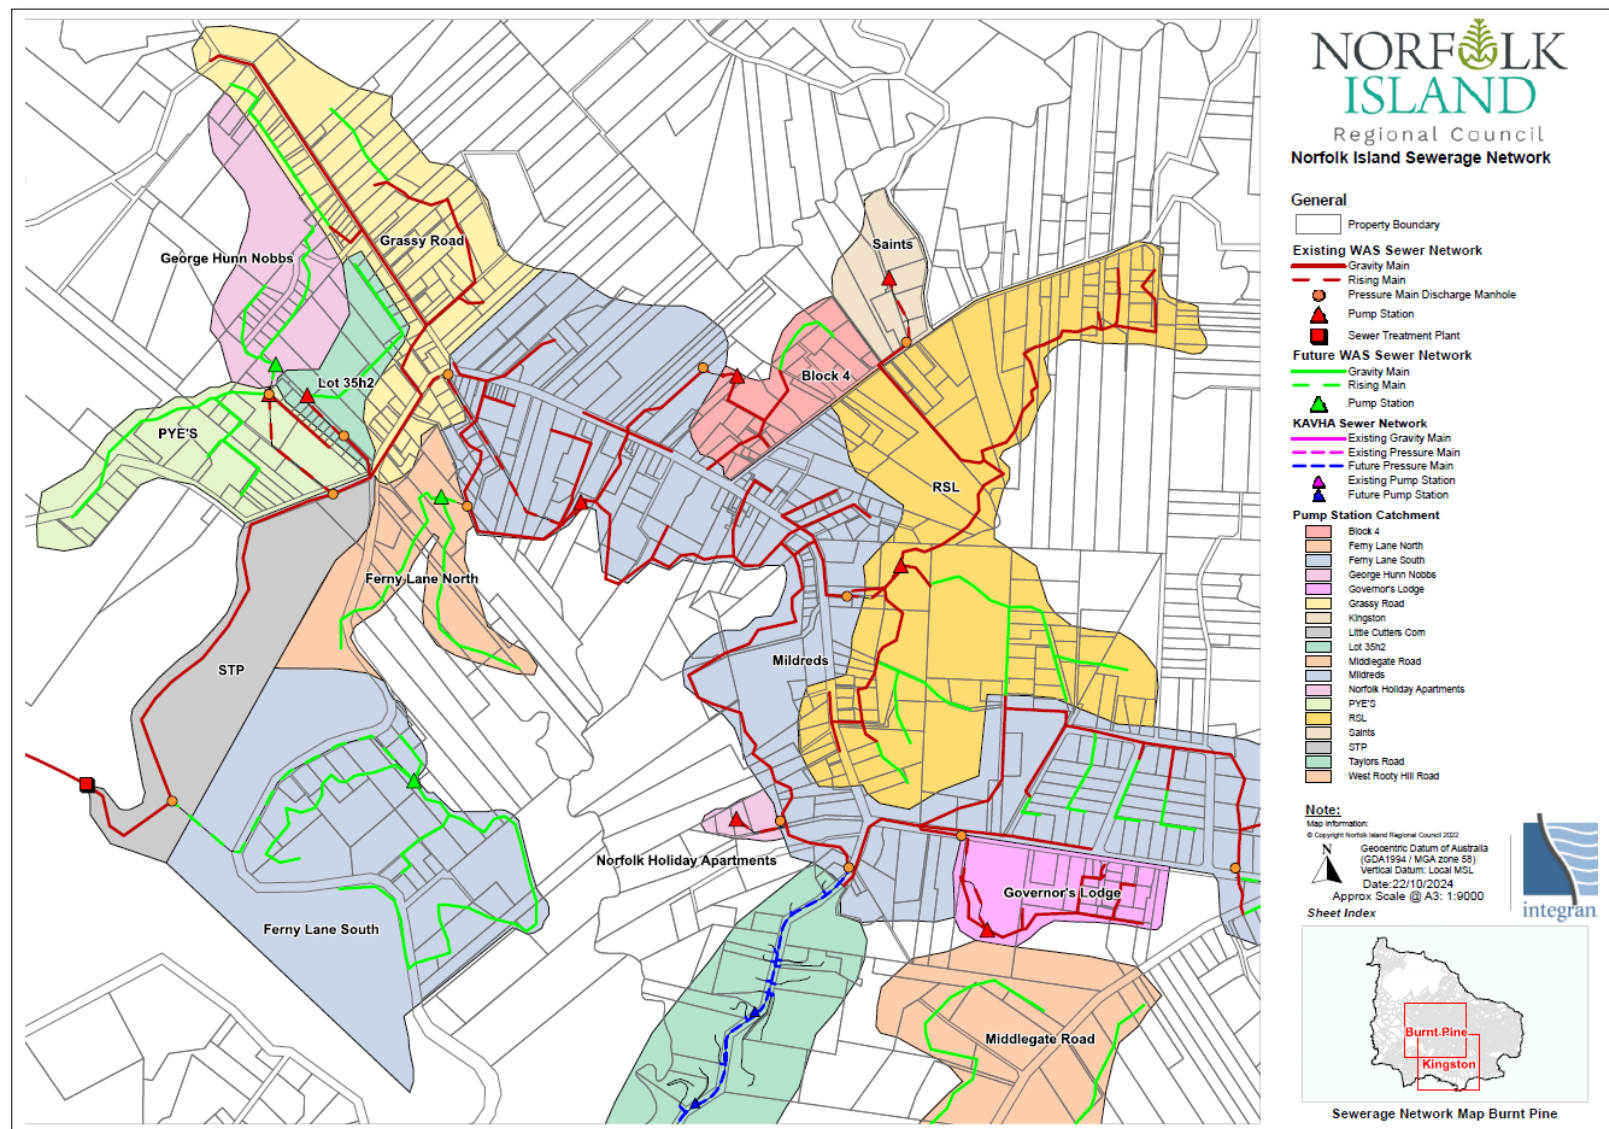 NORFOLK
ISLAND
Regional Council
Norfolk Island Sewerage Network
General
Property Boundary
Existing WAS Sewer Network
Gravity Main
Rising Main
Pressure Main Discharge Manhole
Pump Station
Sewer Treatment Plant
Future WAS Sewer Network
Gravity Main
Rising Main
Pump Station
KAVHA Sewer Network
Existing Gravity Main
Existing Pressure Main
Future Pressure Main
Existing Pump Station
Future Pump Station
Pump Station Catchment
Block 4
Ferny Lane North
Ferny Lane South
George Hunn Nobbs
Governor's Lodge
Grassy Road
Kingston
Little Cutters Corn
Lot 35h2
Middlegate Road
Mildreds
Norfolk Holiday Apartments
PYE'S
RSL
Saints
STP
Taylors Road
West Rooty Hill Road
Note:
Map Information:
© Copyright Norfolk Island Regional Council 2022
N
Geocentric Datum of Australia
(GDA1994 / MGA zone 58)
Vertical Datum: Local MSL
Date:22/10/2024
Approx Scale @ A3: 1:9000
Sheet Index
integran
Burnt Pine
Kingston
Sewerage Network Map Burnt Pine
Grassy Road
Saints
George Hunn Nobbs
Lot 35h2
Block 4
PYE'S
RSL
Ferny Lane North
STP
Mildreds
Norfolk Holiday Apartments
Governor's Lodge
Ferny Lane South
Middlegate Road